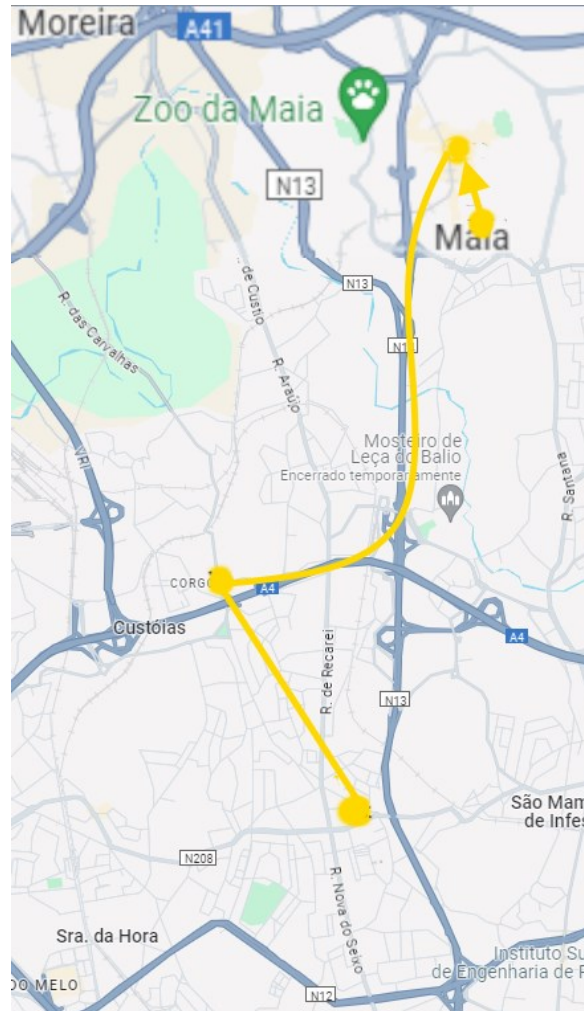 Moreira
A41
Zoo da Maia
N13
Maia
de Custió
N13
R. das Carvalhas
R. Araújo
Mosteiro de
Leça do Balio
Encerrado temporariamente
R. Santana
VRI
A4
Custóias
A4
R. de Recarei
N13
São Mam
de Infes
N208
R. Nova do Seixo
Sra. da Hora
Instituto Su
de Engenharia de P
DO MELO
N12